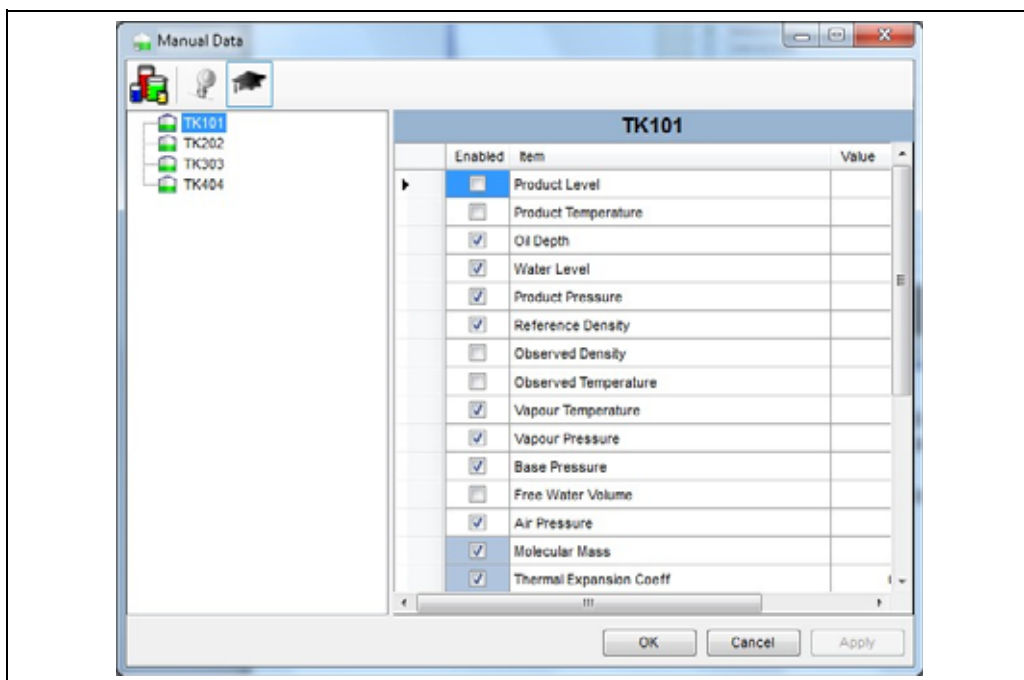 Manual Data
TK101
TK202
TK303
TK404
TK101
Enabled Item Value
Product Level
Product Temperature
Oil Depth
Water Level
Product Pressure
Reference Density
Observed Density
Observed Temperature
Vapour Temperature
Vapour Pressure
Base Pressure
Free Water Volume
Air Pressure
Molecular Mass
Thermal Expansion Coeff
OK Cancel Apply